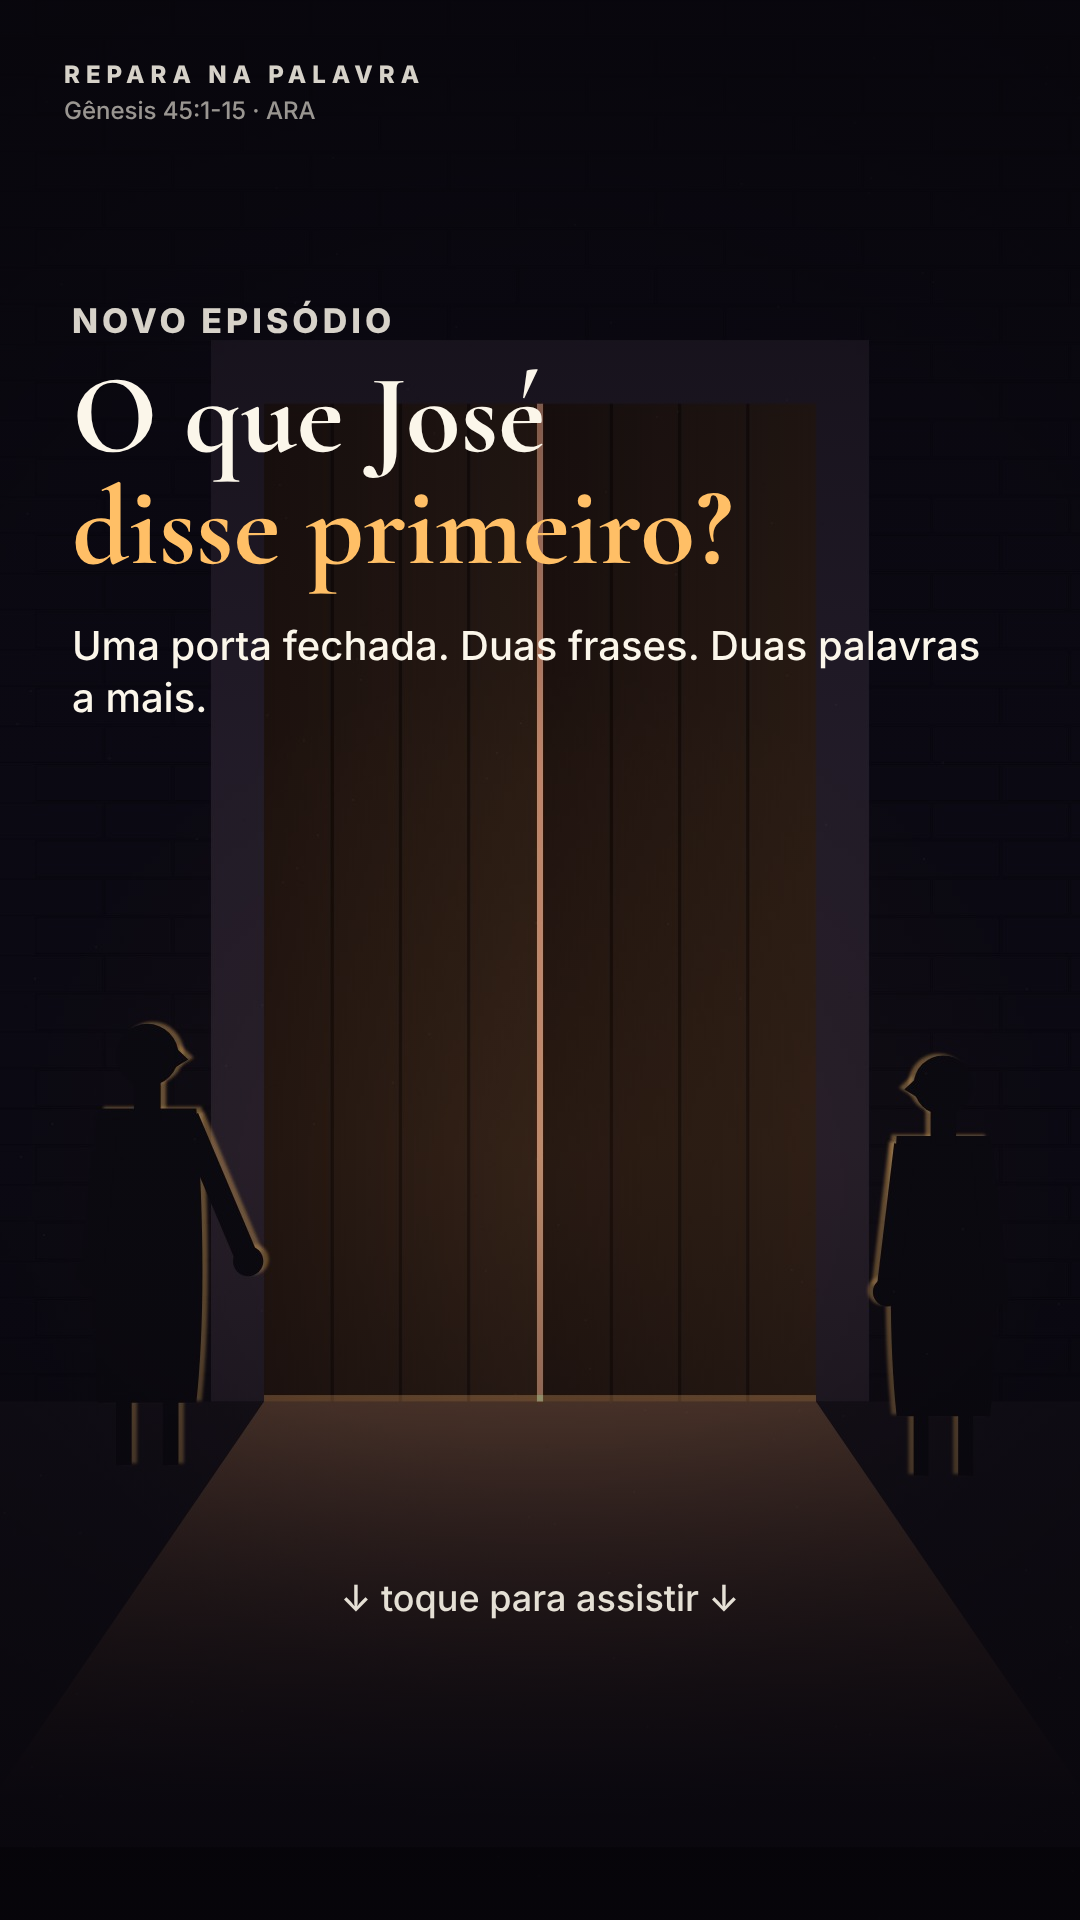 REPARA NA PALAVRA
Gênesis 45:1-15 · ARA
NOVO EPISÓDIO
O que José
disse primeiro?
Uma porta fechada. Duas frases. Duas palavras
a mais.
↓ toque para assistir ↓